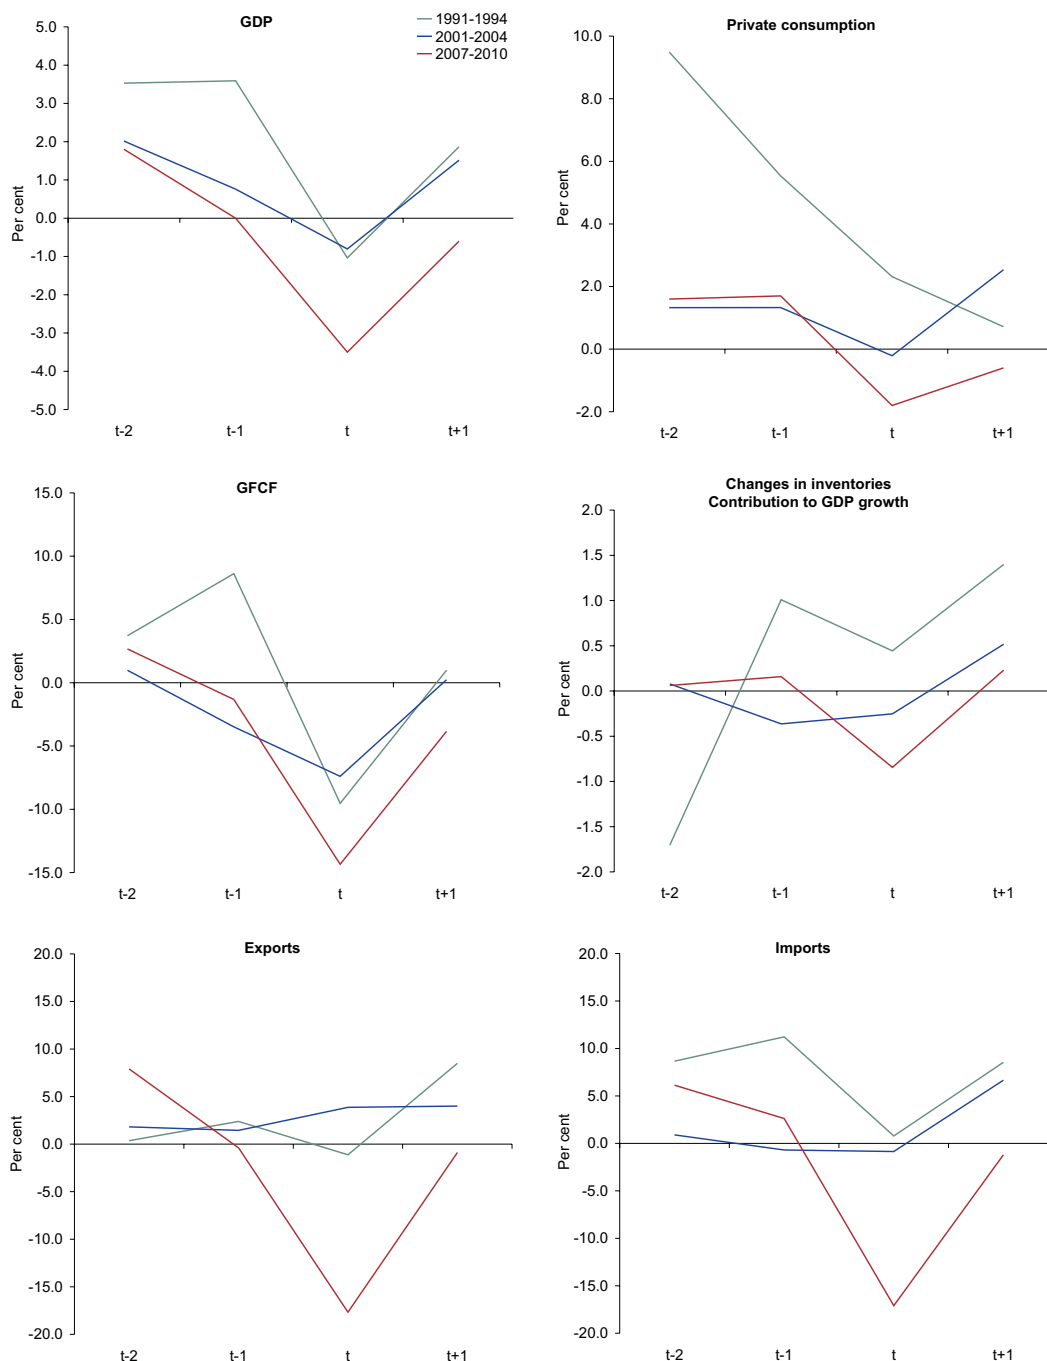 GDP
1991-1994
2001-2004
2007-2010
Per cent
5.0
4.0
3.0
2.0
1.0
0.0
-1.0
-2.0
-3.0
-4.0
-5.0
t-2 t-1 t t+1
Private consumption
Per cent
10.0
8.0
6.0
4.0
2.0
0.0
-2.0
t-2 t-1 t t+1
GFCF
Per cent
15.0
10.0
5.0
0.0
-5.0
-10.0
-15.0
t-2 t-1 t t+1
Changes in inventories
Contribution to GDP growth
Per cent
2.0
1.5
1.0
0.5
0.0
-0.5
-1.0
-1.5
-2.0
t-2 t-1 t t+1
Exports
Per cent
20.0
15.0
10.0
5.0
0.0
-5.0
-10.0
-15.0
-20.0
t-2 t-1 t t+1
Imports
Per cent
20.0
15.0
10.0
5.0
0.0
-5.0
-10.0
-15.0
-20.0
t-2 t-1 t t+1